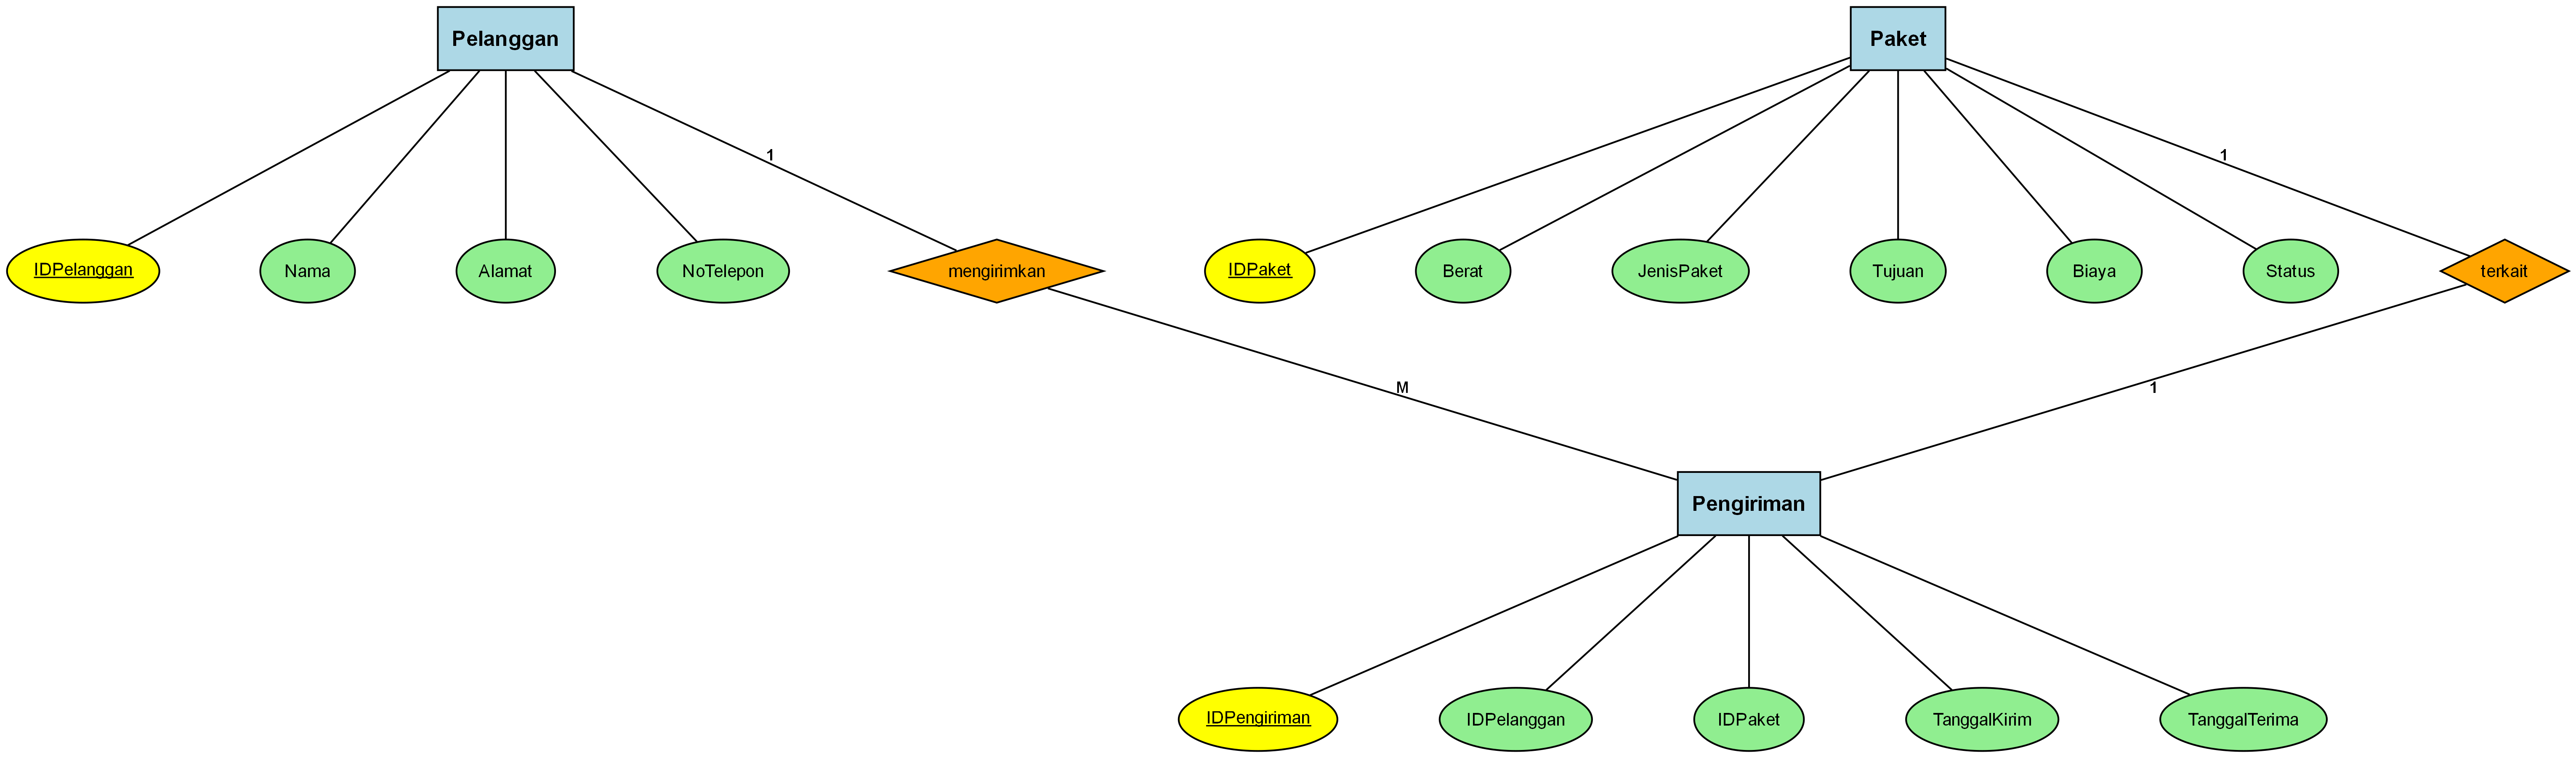 Pelanggan
Paket
1
1
IDPelanggan
Nama
Alamat
NoTelepon
mengirimkan
IDPaket
Berat
JenisPaket
Tujuan
Biaya
Status
terkait
M
1
Pengiriman
IDPengiriman
IDPelanggan
IDPaket
TanggalKirim
TanggalTerima